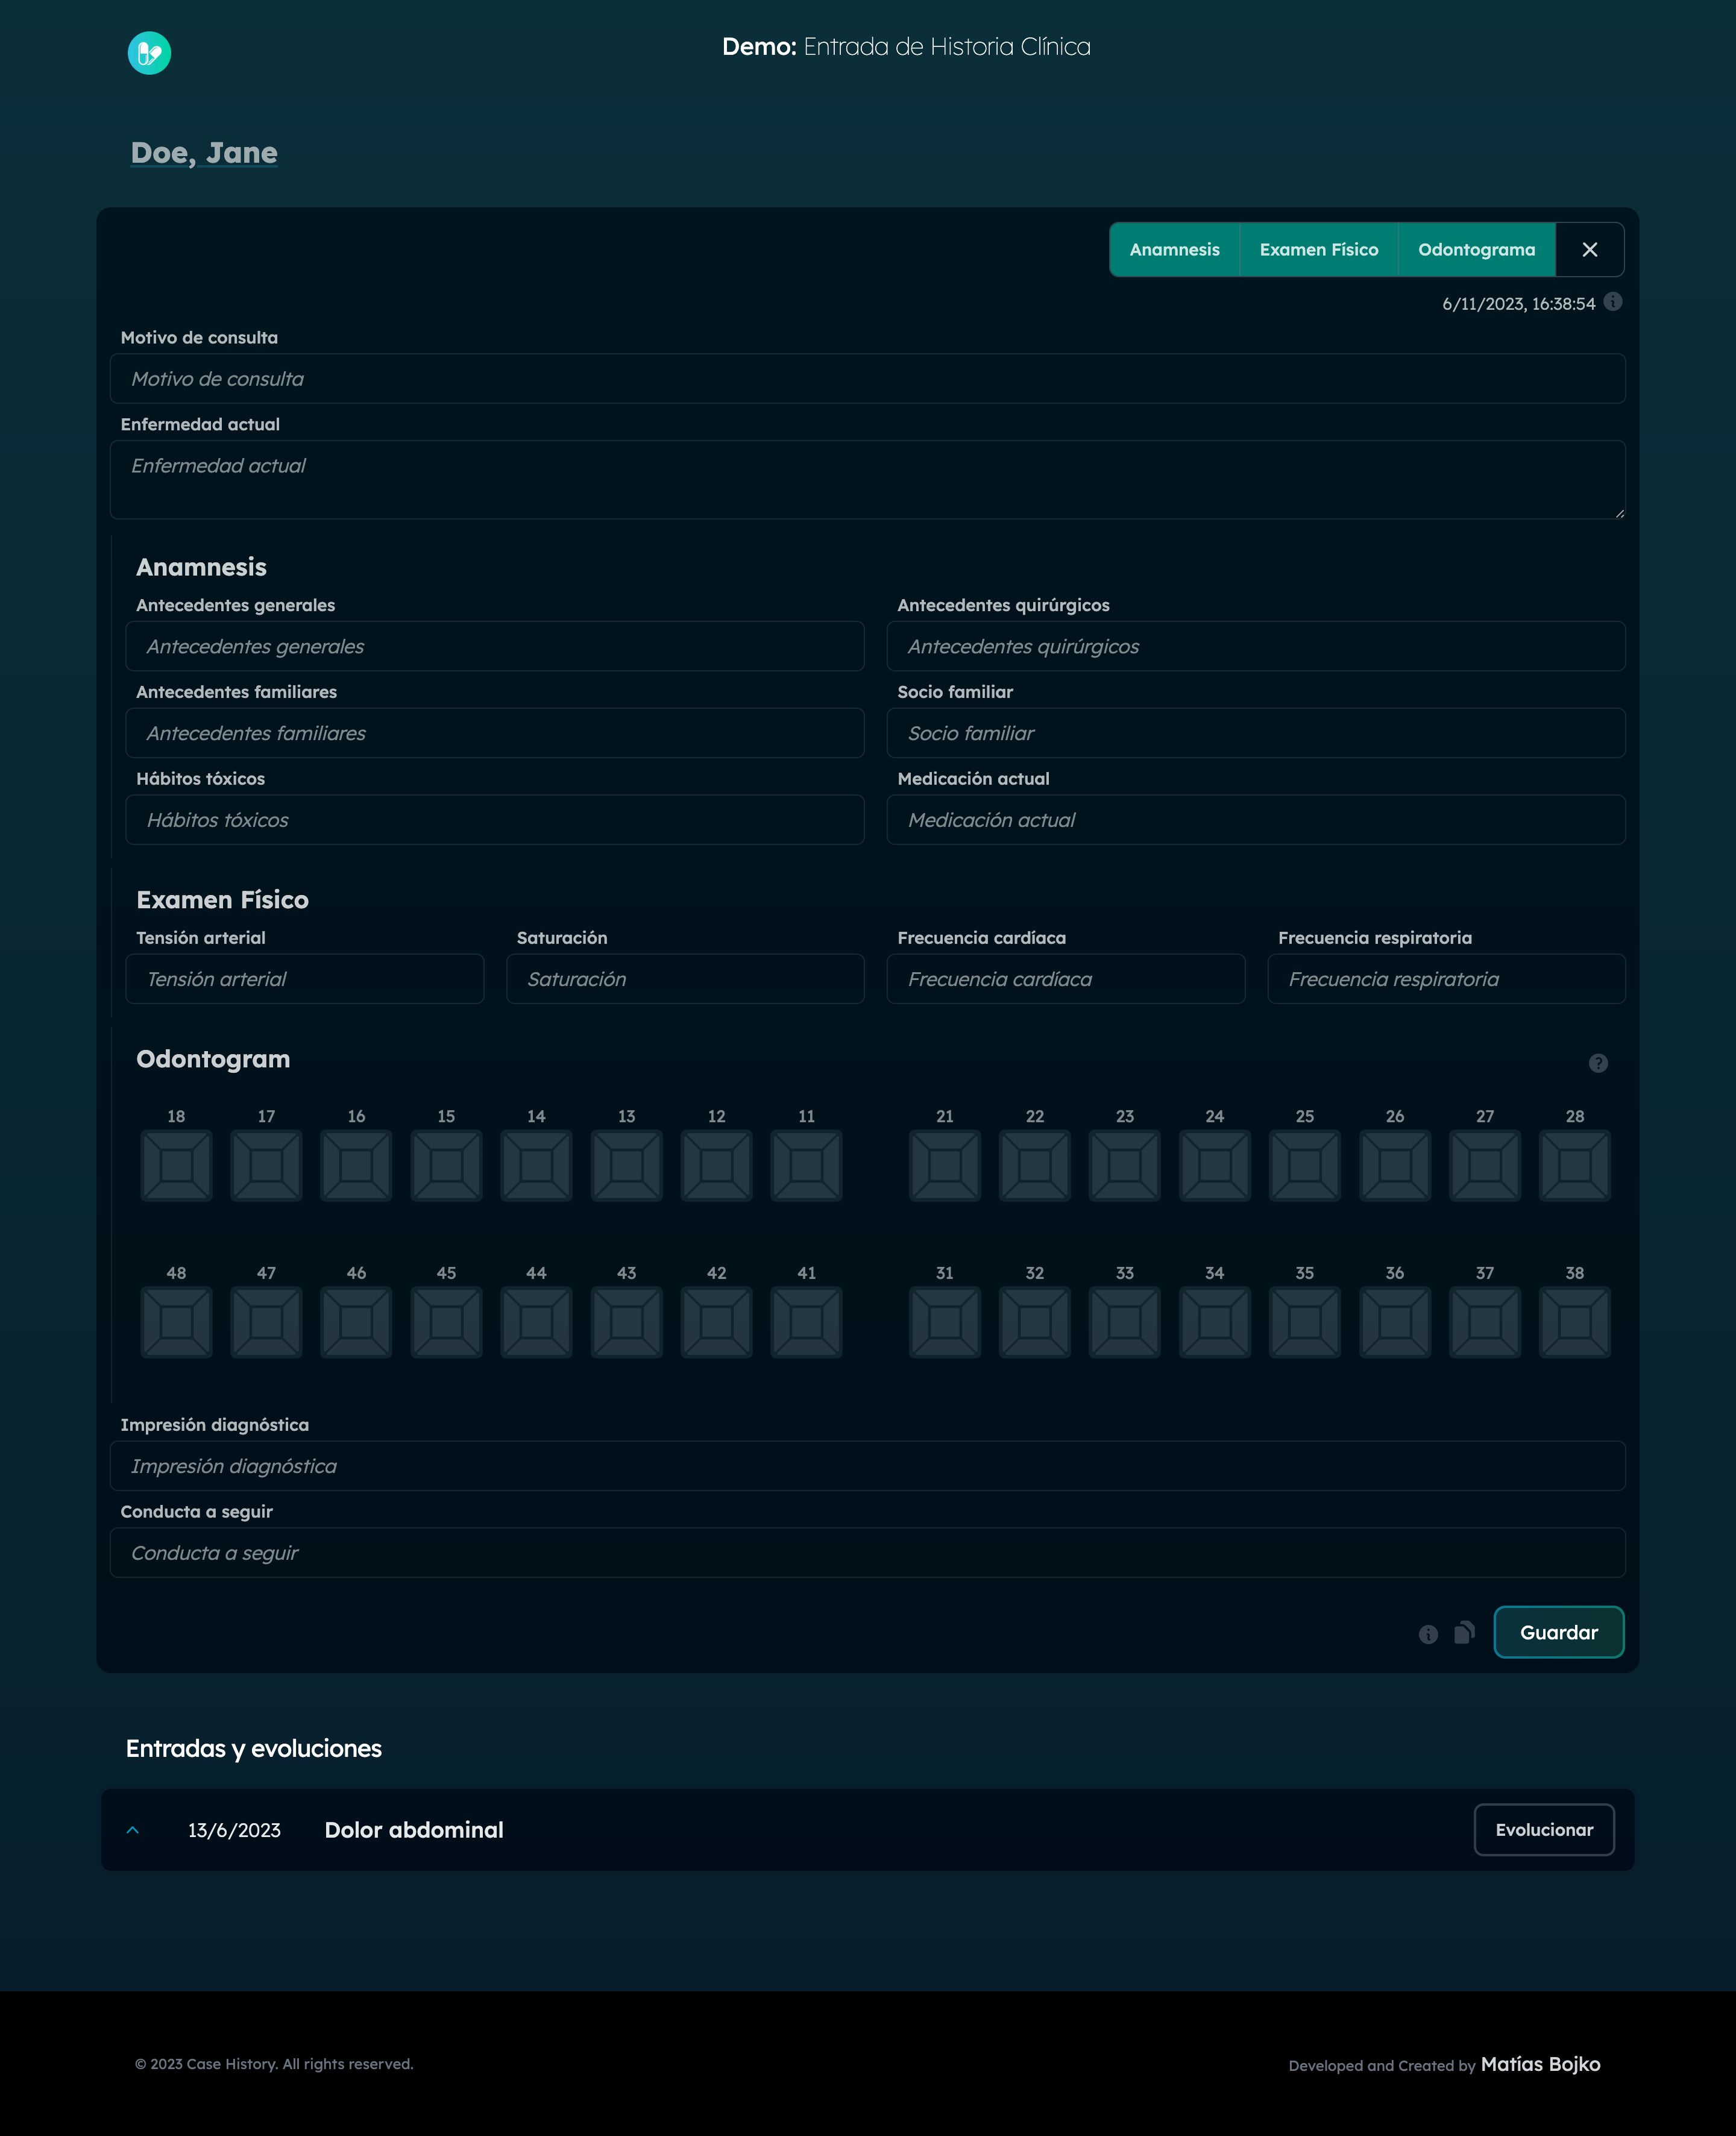 Demo: Entrada de Historia Clínica
Doe, Jane
Anamnesis Examen Físico Odontograma
6/11/2023, 16:38:54
Motivo de consulta
Motivo de consulta
Enfermedad actual
Enfermedad actual
Anamnesis
Antecedentes generales Antecedentes quirúrgicos
Antecedentes generales Antecedentes quirúrgicos
Antecedentes familiares Socio familiar
Antecedentes familiares Socio familiar
Hábitos tóxicos Medicación actual
Hábitos tóxicos Medicación actual
Examen Físico
Tensión arterial Saturación Frecuencia cardíaca Frecuencia respiratoria
Tensión arterial Saturación Frecuencia cardíaca Frecuencia respiratoria
Odontogram
18 17 16 15 14 13 12 11 21 22 23 24 25 26 27 28
48 47 46 45 44 43 42 41 31 32 33 34 35 36 37 38
Impresión diagnóstica
Impresión diagnóstica
Conducta a seguir
Conducta a seguir
Guardar
Entradas y evoluciones
13/6/2023 Dolor abdominal Evolucionar
© 2023 Case History. All rights reserved. Developed and Created by Matías Bojko